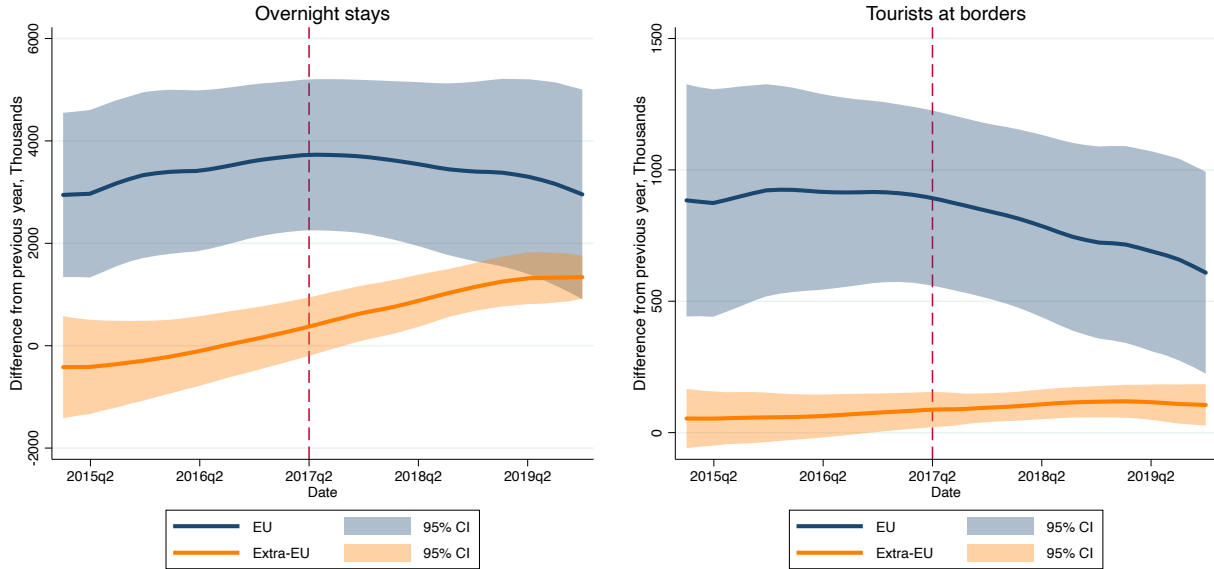 Overnight stays
Difference from previous year, Thousands
6000
4000
2000
0
-2000
2015q2 2016q2 2017q2 2018q2 2019q2
Date
EU 95% CI
Extra-EU 95% CI
Tourists at borders
Difference from previous year, Thousands
1500
1000
500
0
2015q2 2016q2 2017q2 2018q2 2019q2
Date
EU 95% CI
Extra-EU 95% CI